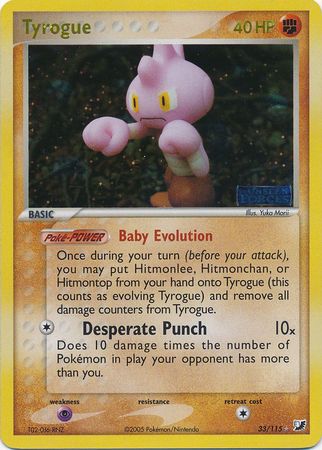 Tyrogue 40 HP
UNSEEN
FORCES
BASIC Illus. Yuka Morii
Poké-POWER Baby Evolution
Once during your turn (before your attack),
you may put Hitmonlee, Hitmonchan, or
Hitmontop from your hand onto Tyrogue (this
counts as evolving Tyrogue) and remove all
damage counters from Tyrogue.
Desperate Punch 10x
Does 10 damage times the number of
Pokémon in play your opponent has more
than you.
weakness resistance retreat cost
©2005 Pokémon/Nintendo 33/115